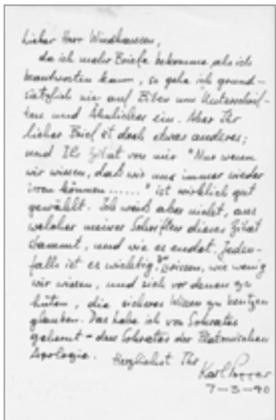 Lieber Herr Windhausen,
da ich mehr Briefe bekomme als ich
beantworten kann, so gehe ich grund-
sätzlich nie auf Bitten um Unterschrif-
ten und Ähnliches ein. Aber Ihr
lieber Brief ist doch etwas anderes;
und Ihr Zitat von mir "Nur wenn
wir wissen, daß wir uns immer wieder
irren können......" ist wirklich gut
gewählt. Ich weiß aber nicht, aus
welcher meiner Schriften dieses Zitat
stammt, und wie es endet. Jeden-
falls ist es wichtig, zu wissen, wie wenig
wir wissen, und sich vor denen zu
hüten, die sicheres Wissen zu besitzen
glauben. Das habe ich von Sokrates
gelernt - dem Sokrates der Platonischen
Apologie. Herzlichst Ihr
Karl Popper
7-3-90